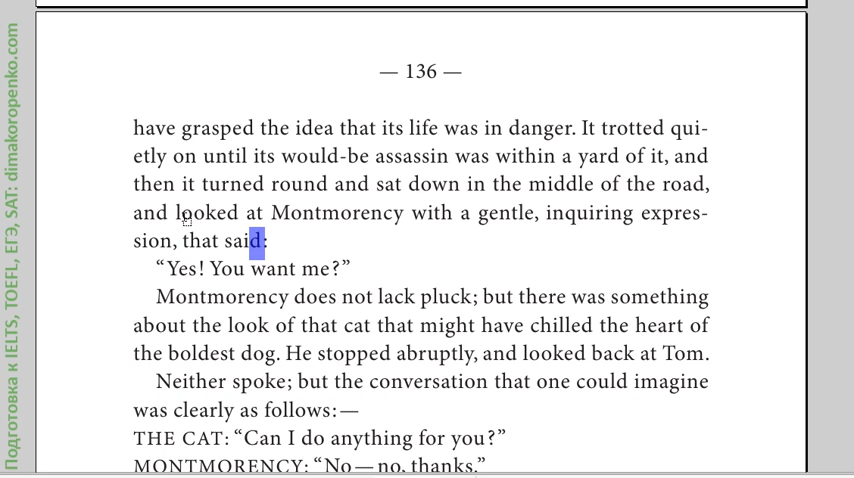 Подготовка к IELTS, TOEFL, ЕГЭ, SAT: dimakoropenko.com
— 136 —
have grasped the idea that its life was in danger. It trotted qui-
etly on until its would-be assassin was within a yard of it, and
then it turned round and sat down in the middle of the road,
and looked at Montmorency with a gentle, inquiring expres-
sion, that said:
“Yes! You want me?”
Montmorency does not lack pluck; but there was something
about the look of that cat that might have chilled the heart of
the boldest dog. He stopped abruptly, and looked back at Tom.
Neither spoke; but the conversation that one could imagine
was clearly as follows:—
THE CAT: “Can I do anything for you?”
MONTMORENCY: “No—no, thanks.”